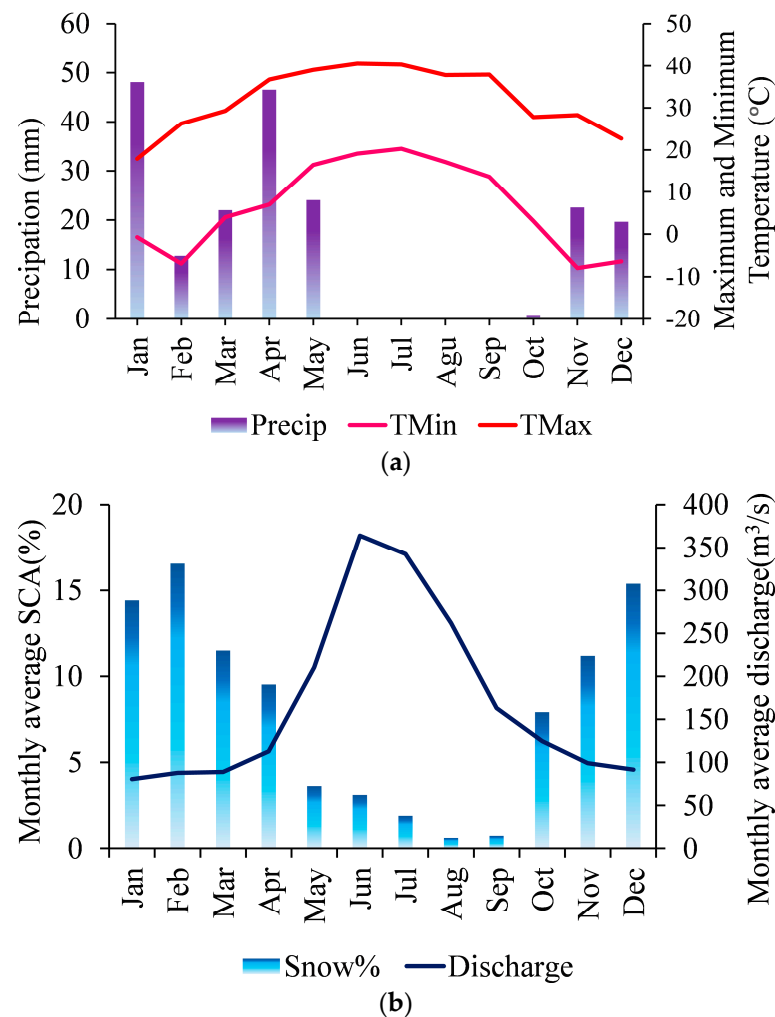 60
50
40
30
20
10
0
Precipation (mm)
50
40
30
20
10
0
-10
-20
Maximum and Minimum
Temperature (°C)
Jan
Feb
Mar
Apr
May
Jun
Jul
Agu
Sep
Oct
Nov
Dec
Precip
TMin
TMax
(a)
20
15
10
5
0
Monthly average SCA(%)
400
350
300
250
200
150
100
50
0
Monthly average discharge(m³/s)
Jan
Feb
Mar
Apr
May
Jun
Jul
Aug
Sep
Oct
Nov
Dec
Snow%
Discharge
(b)